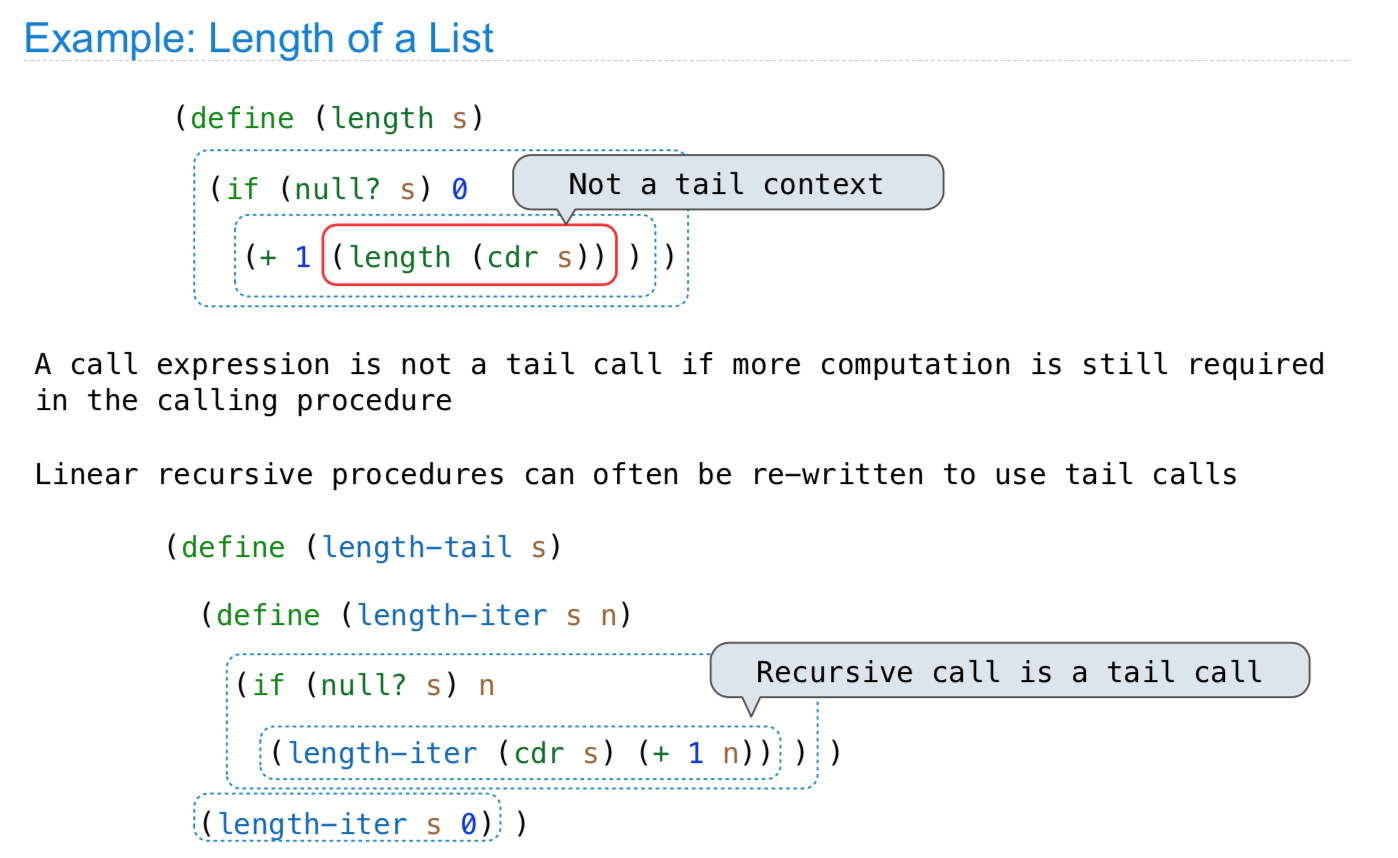 Example: Length of a List
(define (length s)
(if (null? s) 0
Not a tail context
(+ 1 (length (cdr s)) ) )
A call expression is not a tail call if more computation is still required
in the calling procedure
Linear recursive procedures can often be re-written to use tail calls
(define (length-tail s)
(define (length-iter s n)
(if (null? s) n
Recursive call is a tail call
(length-iter (cdr s) (+ 1 n)) ) )
(length-iter s 0) )